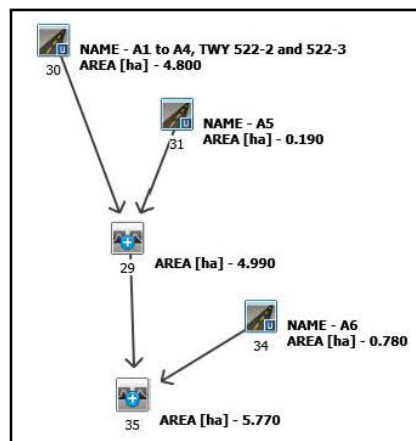 NAME - A1 to A4, TWY 522-2 and 522-3
30 AREA [ha] - 4.800
NAME - A5
31 AREA [ha] - 0.190
29 AREA [ha] - 4.990
NAME - A6
34 AREA [ha] - 0.780
35 AREA [ha] - 5.770